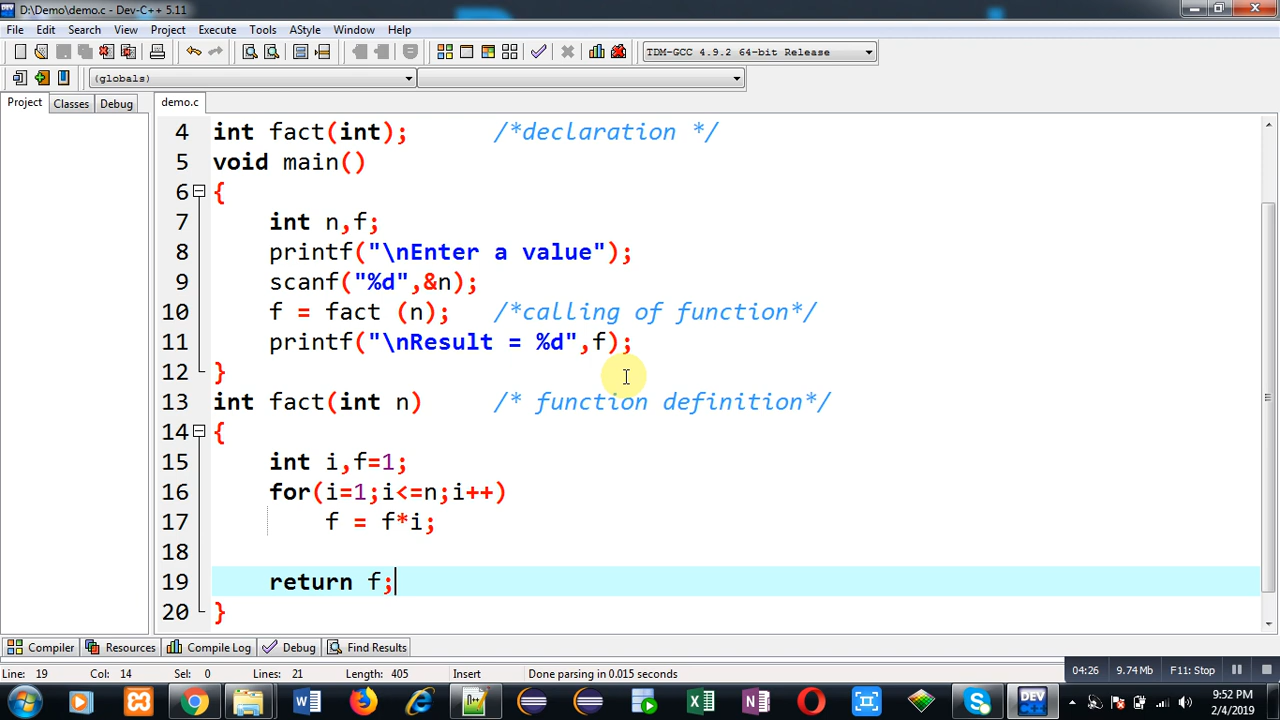 D:\Demo\demo.c - Dev-C++ 5.11
File Edit Search View Project Execute Tools AStyle Window Help
TDM-GCC 4.9.2 64-bit Release
(globals)
Project Classes Debug demo.c
4 int fact(int); /*declaration */
5 void main()
6 {
7 int n,f;
8 printf("\nEnter a value");
9 scanf("%d",&n);
10 f = fact (n); /*calling of function*/
11 printf("\nResult = %d",f);
12 }
13 int fact(int n) /* function definition*/
14 {
15 int i,f=1;
16 for(i=1;i<=n;i++)
17 f = f*i;
18
19 return f;
20 }
Compiler Resources Compile Log Debug Find Results
Line: 19 Col: 14 Sel: 0 Lines: 21 Length: 405 Insert Done parsing in 0.015 seconds 04:26 9.74 Mb F11: Stop
9:52 PM
2/4/2019